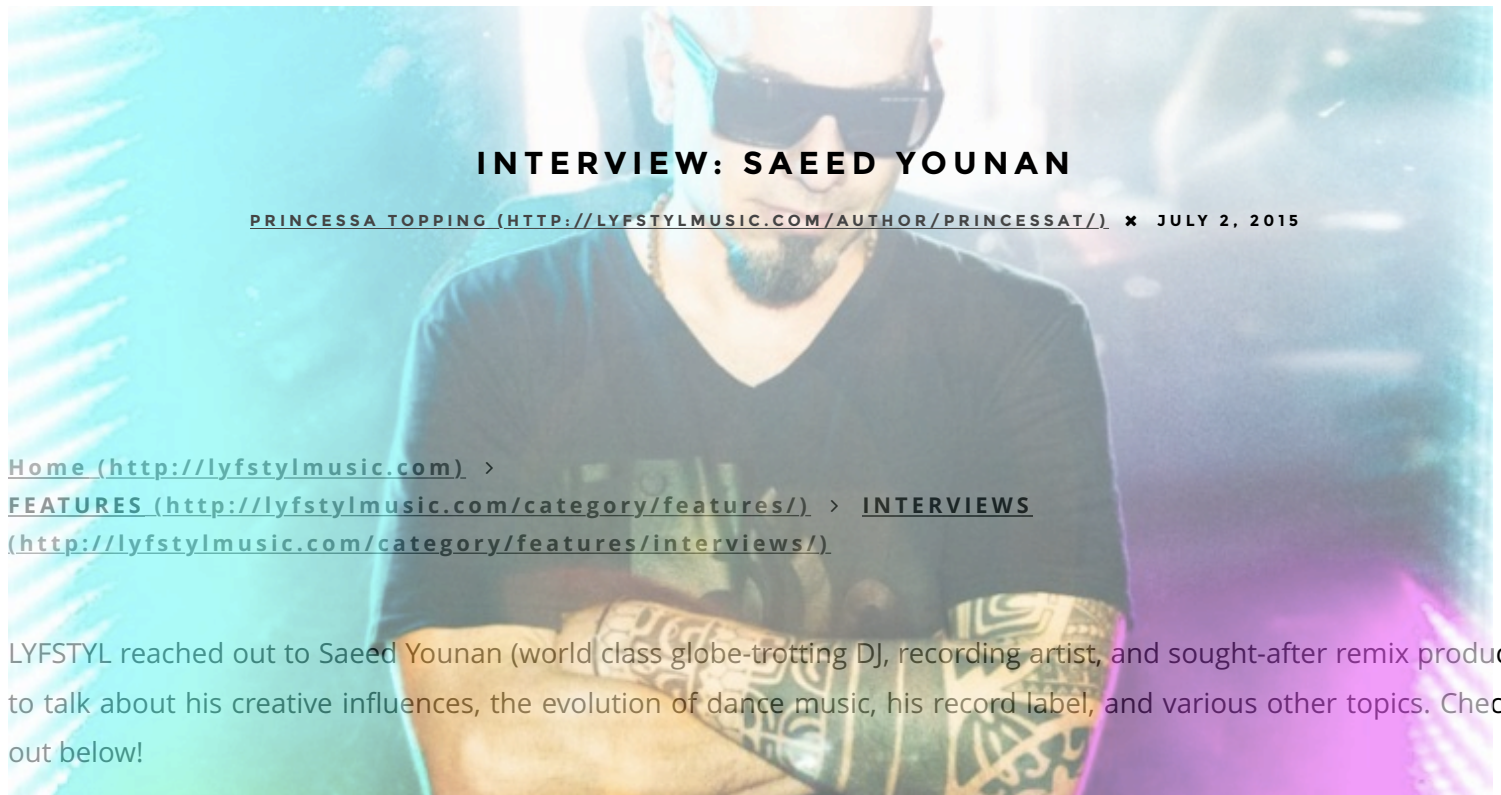 INTERVIEW: SAEED YOUNAN
PRINCESSA TOPPING (HTTP://LYFSTYLMUSIC.COM/AUTHOR/PRINCESSAT/) ✖ JULY 2, 2015
Home (http://lyfstylmusic.com) >
FEATURES (http://lyfstylmusic.com/category/features/) > INTERVIEWS
(http://lyfstylmusic.com/category/features/interviews/)
LYFSTYL reached out to Saeed Younan (world class globe-trotting DJ, recording artist, and sought-after remix
to talk about his creative influences, the evolution of dance music, his record label, and various other topics.
out below!